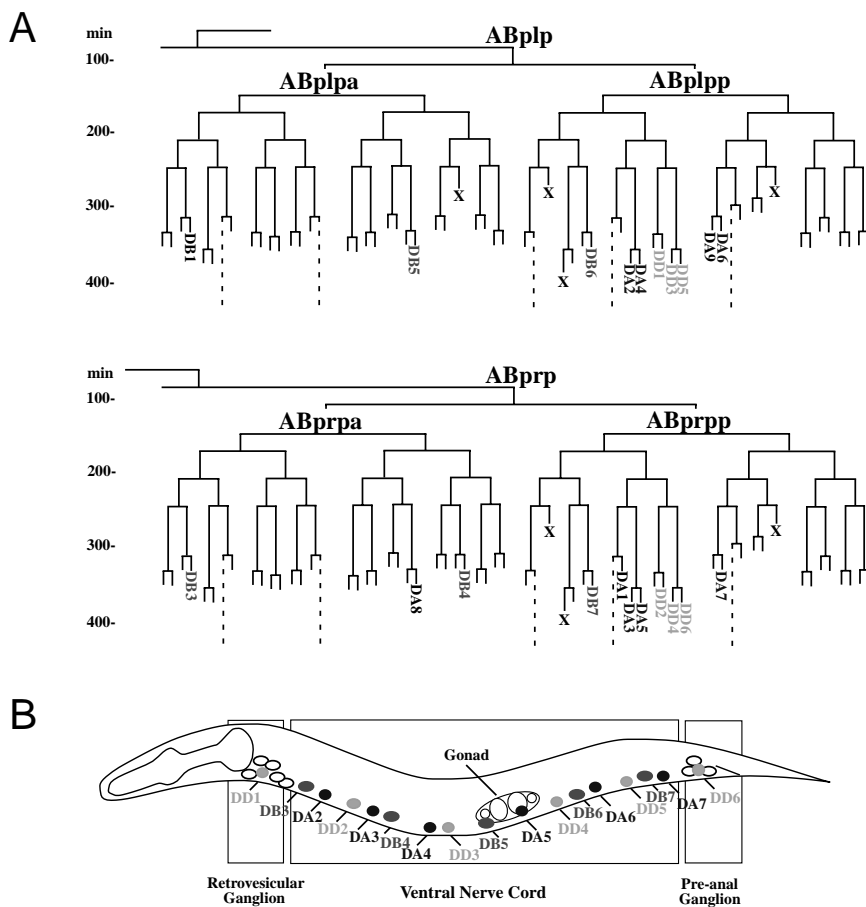 A
min
ABplp
100-
ABplpa
ABplpp
200-
X
X
X
300-
DB1
DB5
DB6
DA2
DA4
DD1
DD3
DD5
DA9
DA6
X
400-
min
ABprp
100-
ABprpa
ABprpp
200-
X
X
300-
DB3
DA8
DB4
DB7
DA1
DA3
DA5
DD2
DD4
DD6
DA7
X
400-
B
Gonad
DD1
DB3
DA2
DD2
DA3
DB4
DA4
DD3
DB5
DA5
DD4
DB6
DA6
DD5
DB7
DA7
DD6
Retrovesicular
Ganglion
Ventral Nerve Cord
Pre-anal
Ganglion